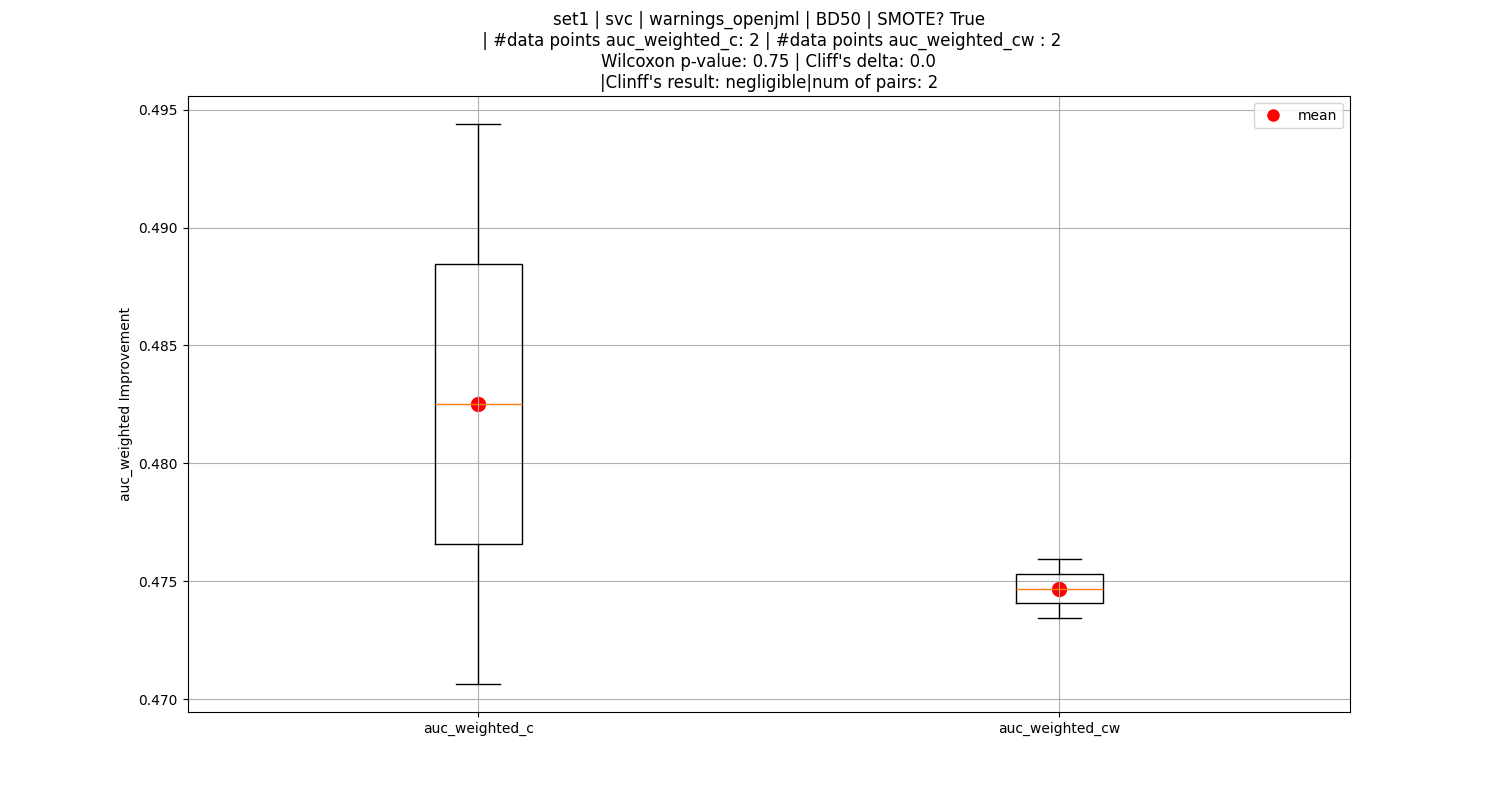 set1 | svc | warnings_openjml | BD50 | SMOTE? True
| #data points auc_weighted_c: 2 | #data points auc_weighted_cw : 2
Wilcoxon p-value: 0.75 | Cliff's delta: 0.0
|Clinff's result: negligible|num of pairs: 2
mean
0.495
0.490
0.485
0.480
0.475
0.470
auc_weighted Improvement
auc_weighted_c
auc_weighted_cw